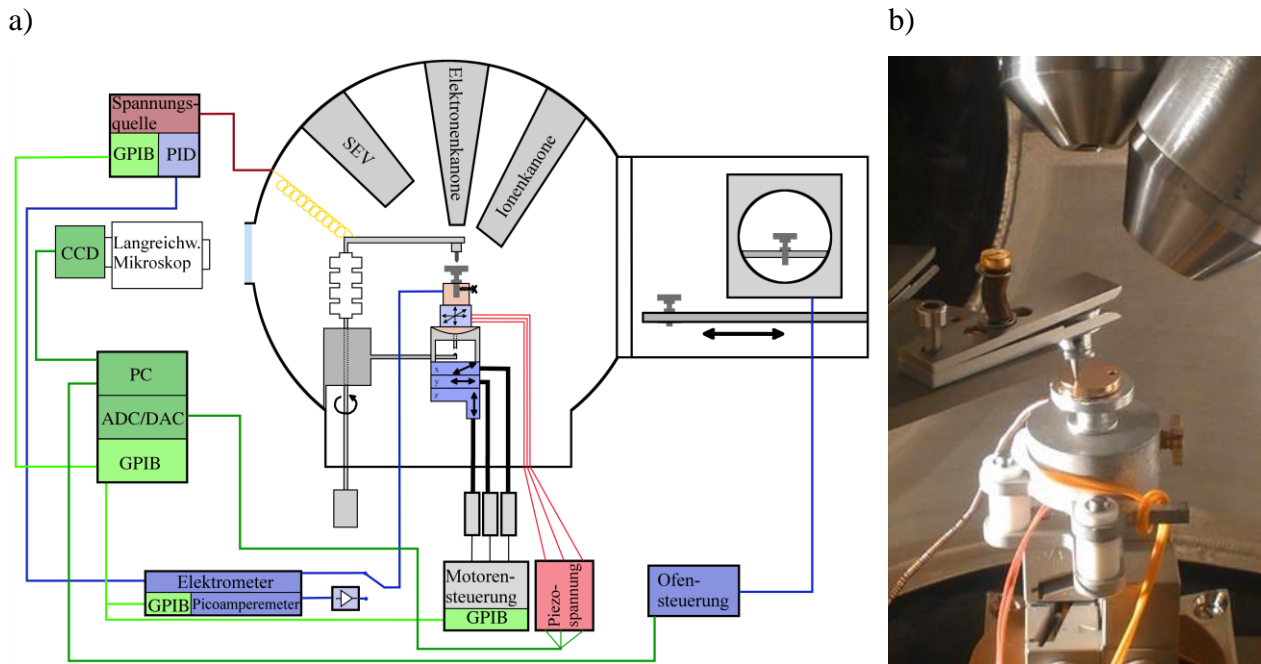 a)
b)
Spannungs-
quelle
GPIB
PID
SEV
Elektronenkanone
Ionenkanone
CCD
Langreichw.
Mikroskop
x
y
z
PC
ADC/DAC
GPIB
Elektrometer
GPIB
Picoamperemeter
Motoren-
steuerung
GPIB
Piezo-
spannung
Ofen-
steuerung